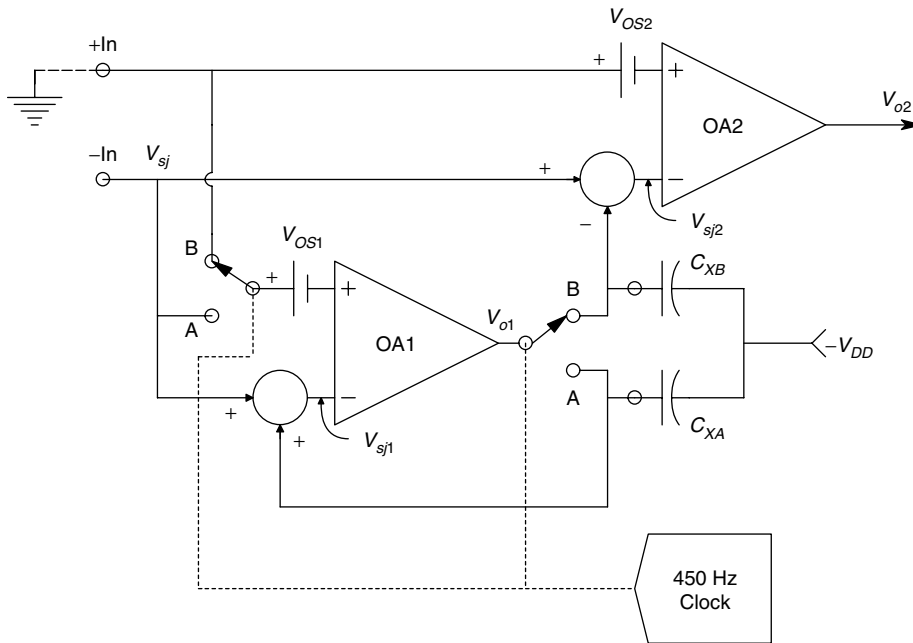 V_OS2
+In
+
+
OA2
V_o2
−In
V_sj
+
−
−
V_sj2
B
V_OS1
+
+
C_XB
B
A
V_o1
OA1
−V_DD
A
+
−
+
V_sj1
C_XA
450 Hz
Clock